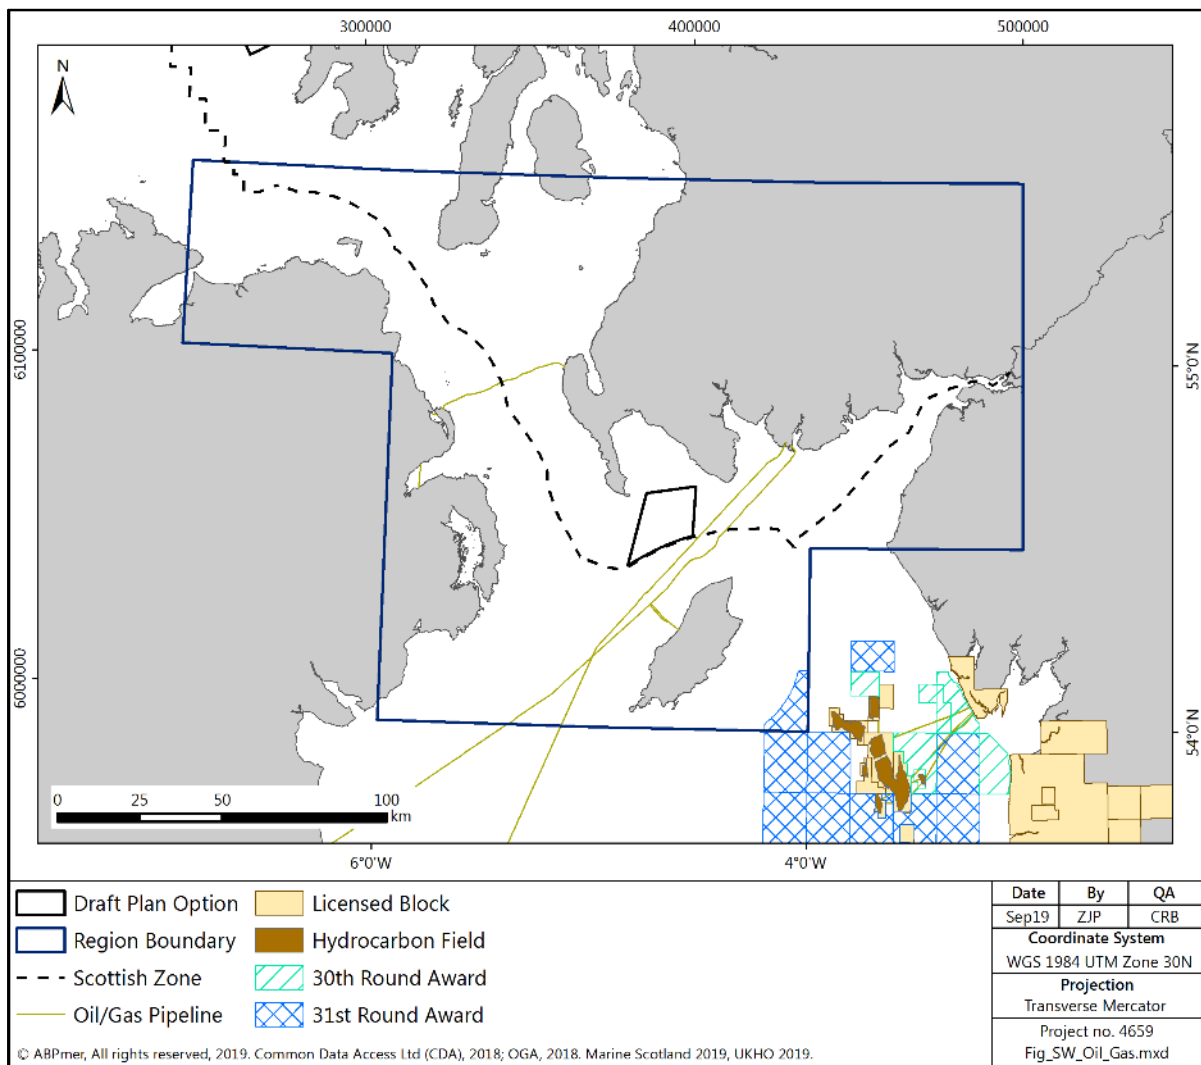 300000 400000 500000
N
6100000
55°0'N
6000000
54°0'N
0 25 50 100
km
6°0'W 4°0'W
Draft Plan Option
Region Boundary
Scottish Zone
Oil/Gas Pipeline
Licensed Block
Hydrocarbon Field
30th Round Award
31st Round Award
Date By QA
Sep19 ZJP CRB
Coordinate System
WGS 1984 UTM Zone 30N
Projection
Transverse Mercator
Project no. 4659
Fig_SW_Oil_Gas.mxd
© ABPmer, All rights reserved, 2019. Common Data Access Ltd (CDA), 2018; OGA, 2018. Marine Scotland 2019, UKHO 2019.